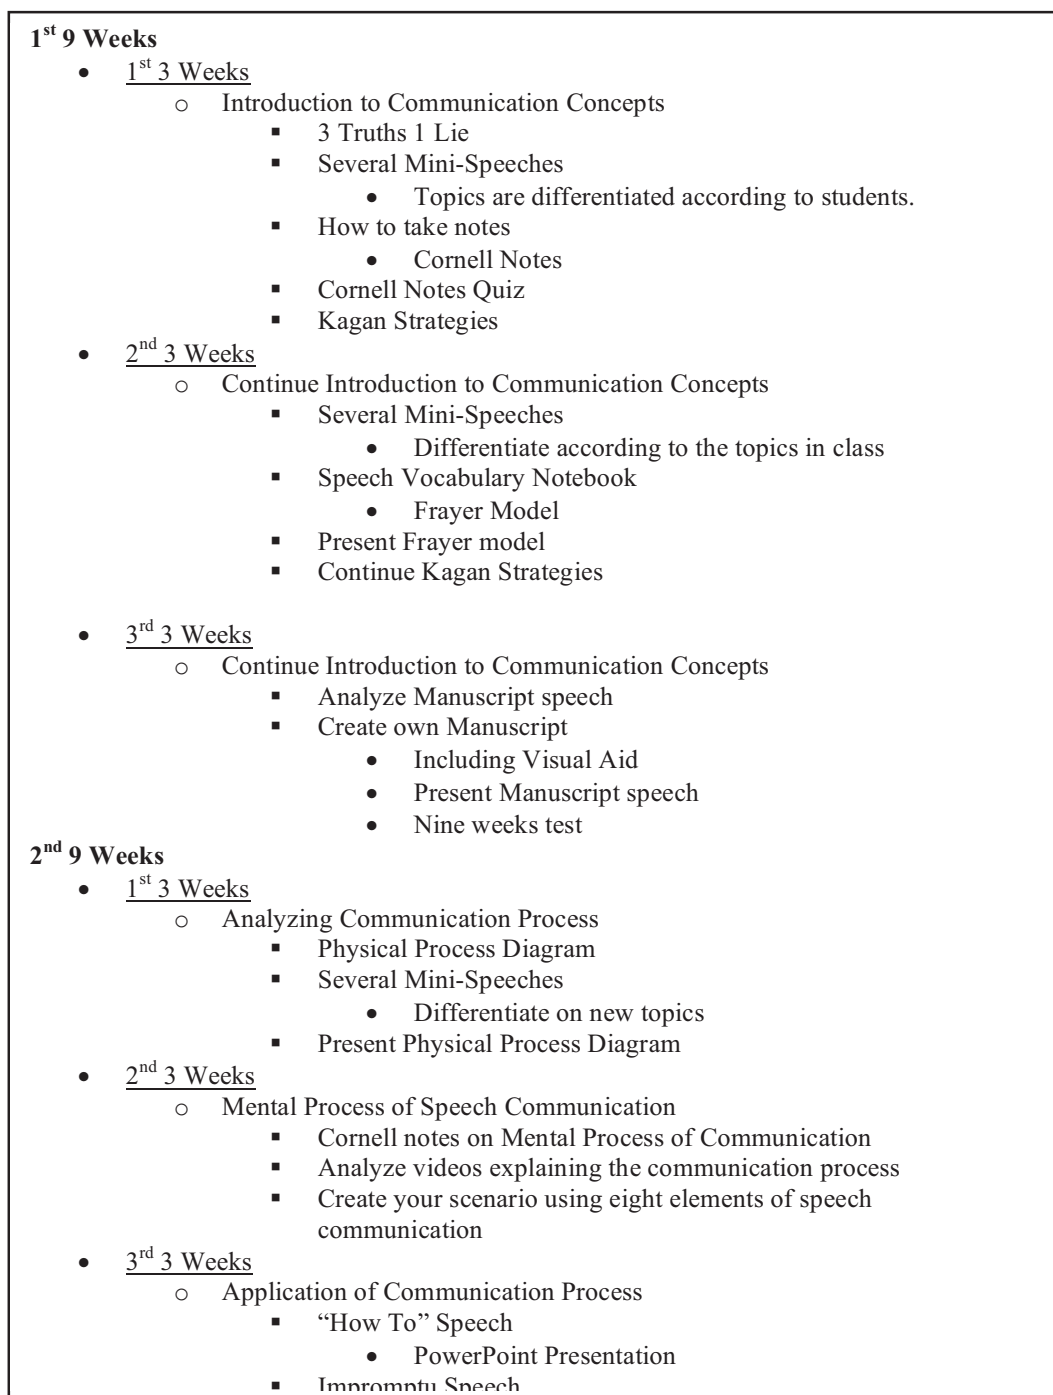 1st 9 Weeks
• 1st 3 Weeks
o Introduction to Communication Concepts
▪ 3 Truths 1 Lie
▪ Several Mini-Speeches
• Topics are differentiated according to students.
▪ How to take notes
• Cornell Notes
▪ Cornell Notes Quiz
▪ Kagan Strategies
• 2nd 3 Weeks
o Continue Introduction to Communication Concepts
▪ Several Mini-Speeches
• Differentiate according to the topics in class
▪ Speech Vocabulary Notebook
• Frayer Model
▪ Present Frayer model
▪ Continue Kagan Strategies
• 3rd 3 Weeks
o Continue Introduction to Communication Concepts
▪ Analyze Manuscript speech
▪ Create own Manuscript
• Including Visual Aid
• Present Manuscript speech
• Nine weeks test
2nd 9 Weeks
• 1st 3 Weeks
o Analyzing Communication Process
▪ Physical Process Diagram
▪ Several Mini-Speeches
• Differentiate on new topics
▪ Present Physical Process Diagram
• 2nd 3 Weeks
o Mental Process of Speech Communication
▪ Cornell notes on Mental Process of Communication
▪ Analyze videos explaining the communication process
▪ Create your scenario using eight elements of speech
communication
• 3rd 3 Weeks
o Application of Communication Process
▪ “How To” Speech
• PowerPoint Presentation
▪ Impromptu Speech